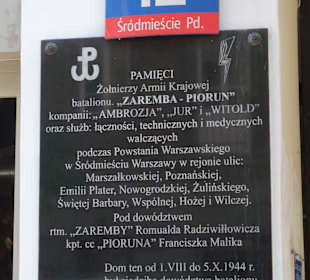 Śródmieście Pd.
PAMIĘCI
Żołnierzy Armii Krajowej
batalionu. „ZAREMBA - PIORUN”
kompanii: „AMBROZJA”, „JUR” i „WITOLD”
oraz służb: łączności, technicznych i medycznych
walczących
podczas Powstania Warszawskiego
w Śródmieściu Warszawy w rejonie ulic:
Marszałkowskiej, Poznańskiej,
Emilii Plater, Nowogrodzkiej, Żulińskiego,
Świętej Barbary, Wspólnej, Hożej i Wilczej.
Pod dowództwem
rtm. „ZAREMBY” Romualda Radziwiłłowicza
kpt. cc „PIORUNA” Franciszka Malika
Dom ten od 1.VIII do 5.X.1944 r.
dowództwa batalionu